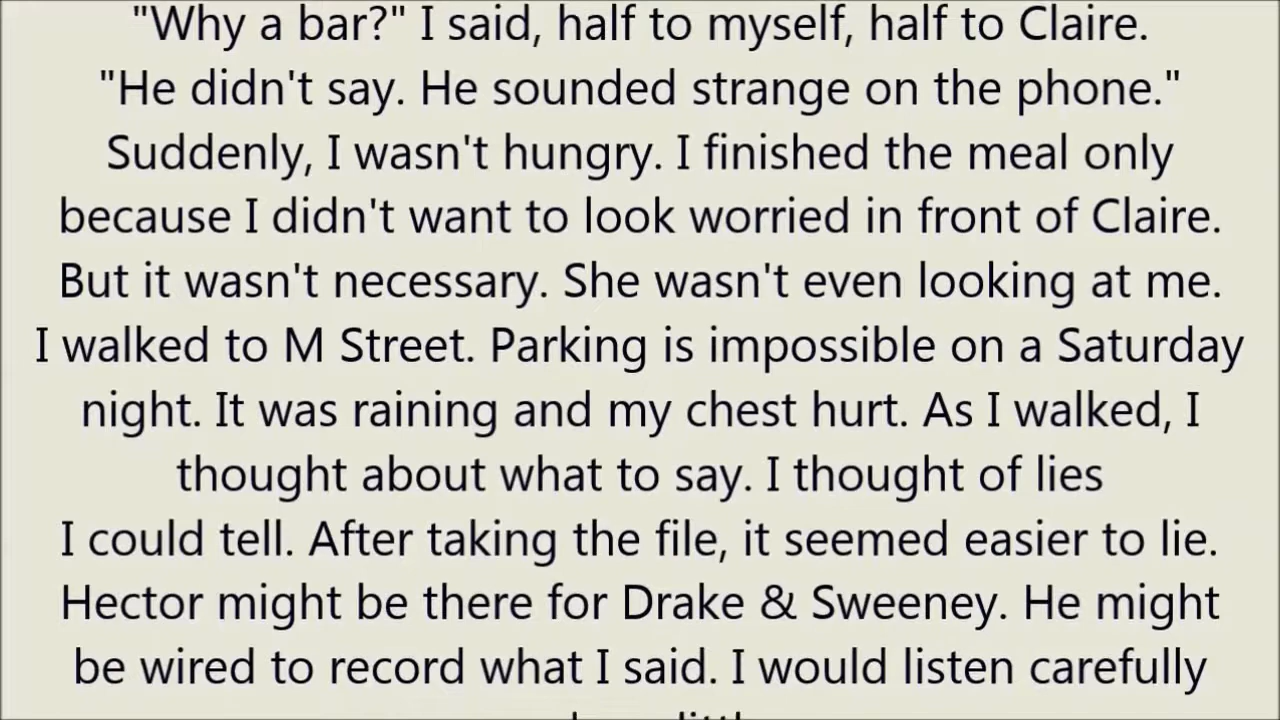 "Why a bar?" I said, half to myself, half to Claire.
"He didn't say. He sounded strange on the phone."
Suddenly, I wasn't hungry. I finished the meal only
because I didn't want to look worried in front of Claire.
But it wasn't necessary. She wasn't even looking at me.
I walked to M Street. Parking is impossible on a Saturday
night. It was raining and my chest hurt. As I walked, I
thought about what to say. I thought of lies
I could tell. After taking the file, it seemed easier to lie.
Hector might be there for Drake & Sweeney. He might
be wired to record what I said. I would listen carefully